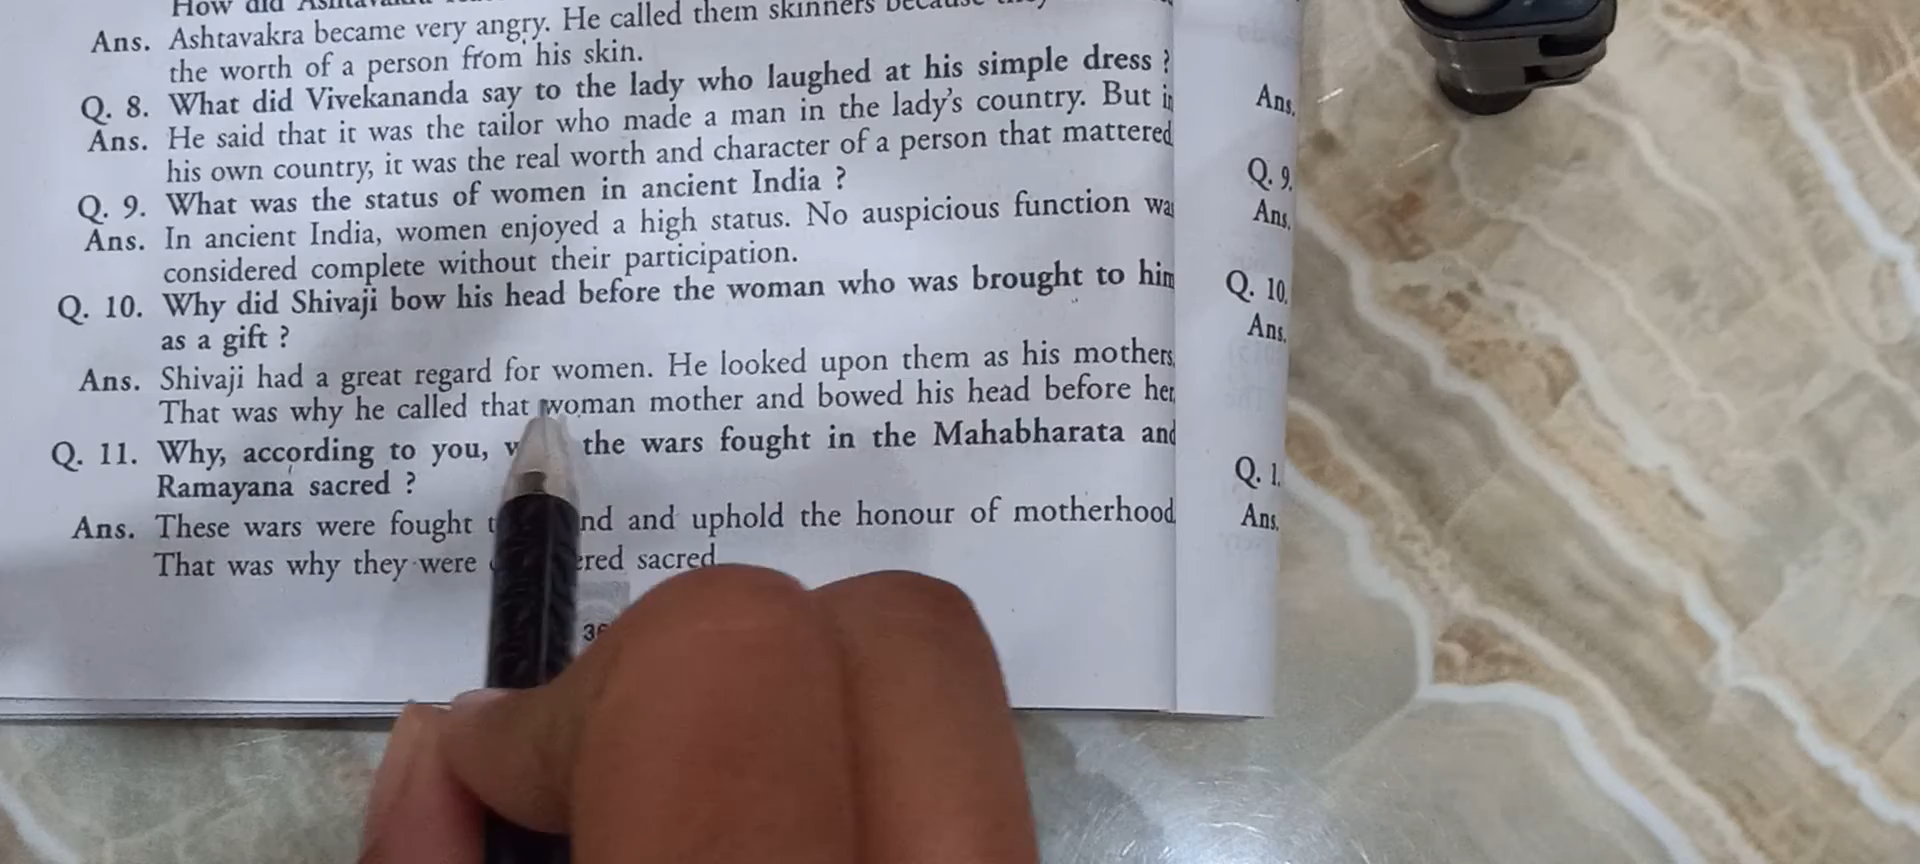 How did
Ans. Ashtavakra became very angry. He called them skinners because they
the worth of a person from his skin.
Q. 8. What did Vivekananda say to the lady who laughed at his simple dress ?
Ans. He said that it was the tailor who made a man in the lady's country. But in
his own country, it was the real worth and character of a person that mattered
Q. 9. What was the status of women in ancient India ?
Ans. In ancient India, women enjoyed a high status. No auspicious function was
considered complete without their participation.
Q. 10. Why did Shivaji bow his head before the woman who was brought to him
as a gift ?
Ans. Shivaji had a great regard for women. He looked upon them as his mothers.
That was why he called that woman mother and bowed his head before her.
Q. 11. Why, according to you, the wars fought in the Mahabharata and
Ramayana sacred ?
Ans. These wars were fought and uphold the honour of motherhood
That was why they were sacred
Ans.
Q. 9.
Ans.
Q. 10.
Ans.
Q. 1.
Ans.